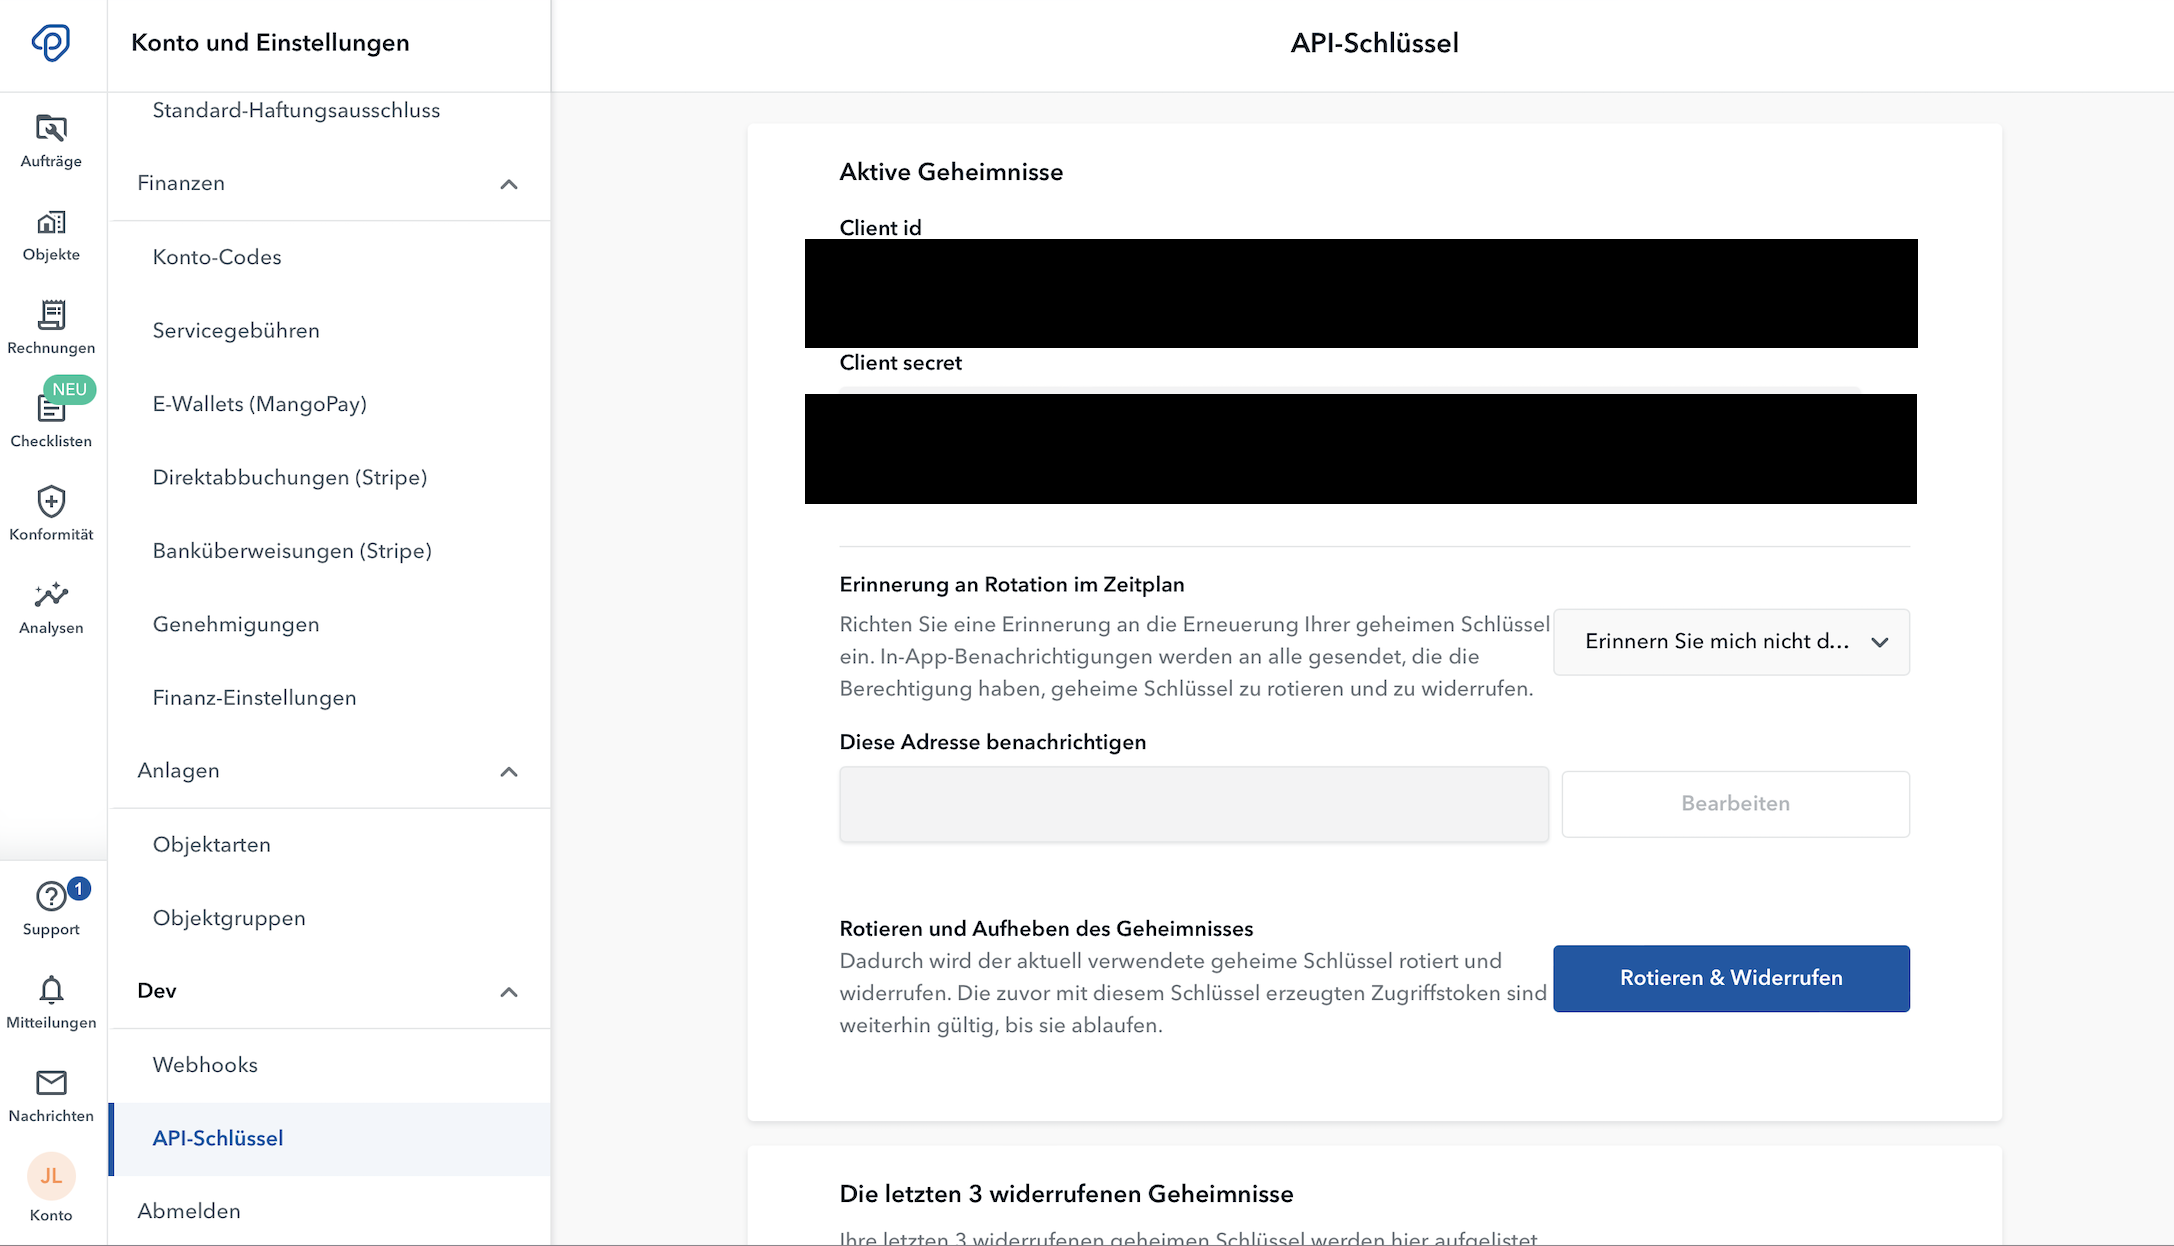 Konto und Einstellungen
API-Schlüssel
Aufträge
Objekte
Rechnungen
NEU
Checklisten
Konformität
Analysen
1
Support
Mitteilungen
Nachrichten
JL
Konto
Standard-Haftungsausschluss
Finanzen
Konto-Codes
Servicegebühren
E-Wallets (MangoPay)
Direktabbuchungen (Stripe)
Banküberweisungen (Stripe)
Genehmigungen
Finanz-Einstellungen
Anlagen
Objektarten
Objektgruppen
Dev
Webhooks
API-Schlüssel
Abmelden
Aktive Geheimnisse
Client id
Client secret
Erinnerung an Rotation im Zeitplan
Richten Sie eine Erinnerung an die Erneuerung Ihrer geheimen Schlüssel
ein. In-App-Benachrichtigungen werden an alle gesendet, die die
Berechtigung haben, geheime Schlüssel zu rotieren und zu widerrufen.
Erinnern Sie mich nicht d...
Diese Adresse benachrichtigen
Bearbeiten
Rotieren und Aufheben des Geheimnisses
Dadurch wird der aktuell verwendete geheime Schlüssel rotiert und
widerrufen. Die zuvor mit diesem Schlüssel erzeugten Zugriffstoken sind
weiterhin gültig, bis sie ablaufen.
Rotieren & Widerrufen
Die letzten 3 widerrufenen Geheimnisse
Ihre letzten 3 widerrufenen geheimen Schlüssel werden hier aufgelistet